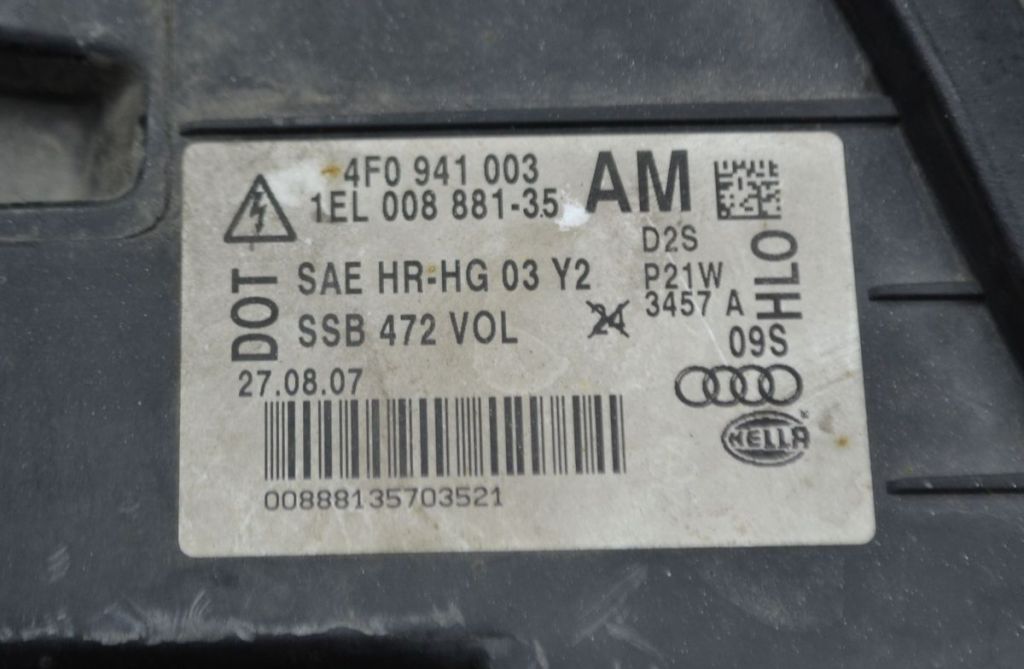 4F0 941 003
1EL 008 881-35
AM
D2S
P21W
3457 A
HLO
DOT
SAE HR-HG 03 Y2
SSB 472 VOL
24
09S
27.08.07
HELLA
00888135703521